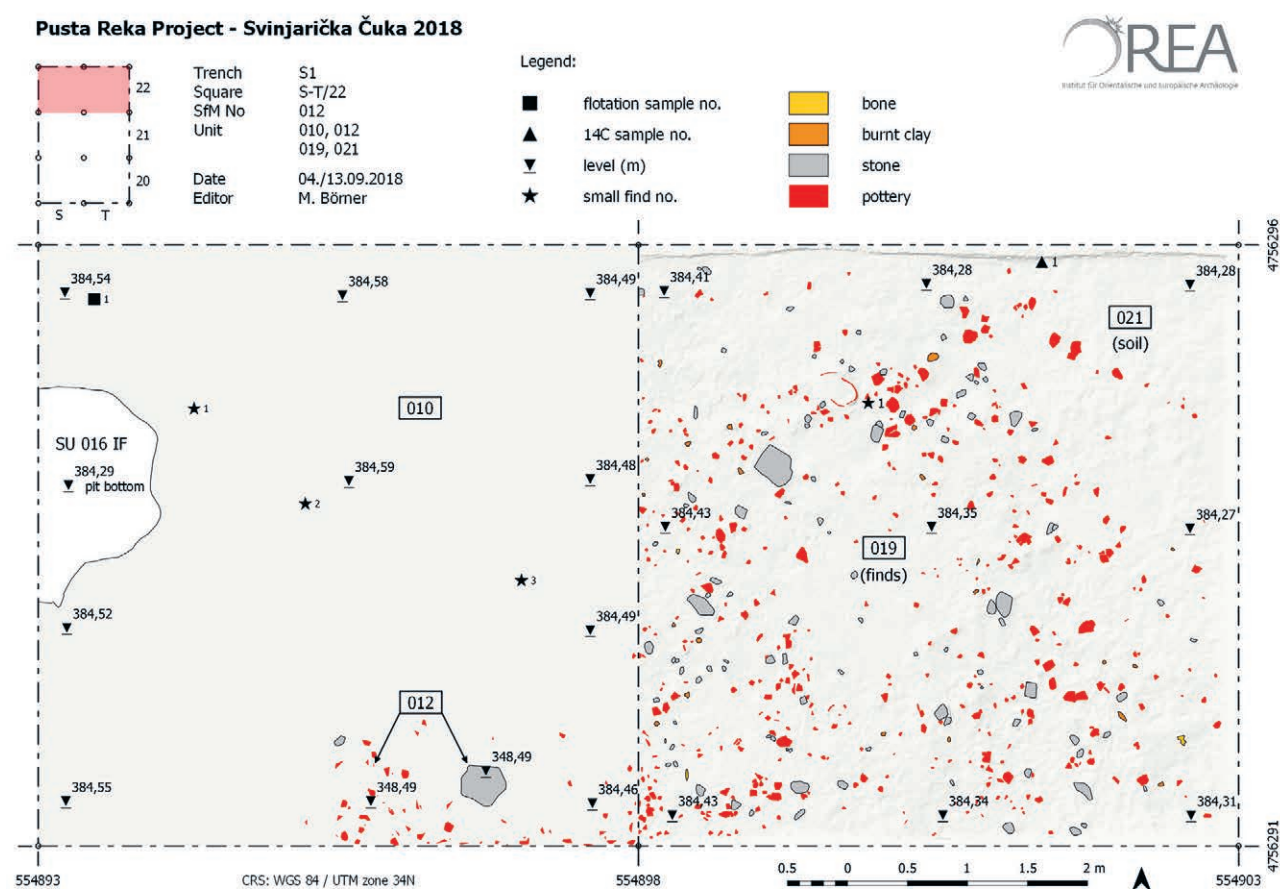 Pusta Reka Project - Svinjarička Čuka 2018
OREA
Institut für Orientalische und Europäische Archäologie
22
21
20
S T
Trench S1
Square S-T/22
SfM No 012
Unit 010, 012
019, 021
Date 04./13.09.2018
Editor M. Börner
Legend:
flotation sample no.
14C sample no.
level (m)
small find no.
bone
burnt clay
stone
pottery
4756296
384,54
1
384,58
384,49
384,41
384,28
1
384,28
021
(soil)
1
010
1
SU 016 IF
384,29
pit bottom
384,59
384,48
2
384,43
384,35
384,27
019
(finds)
3
384,52
384,49
012
348,49
384,55
348,49
384,46
384,43
384,34
384,31
4756291
554893
CRS: WGS 84 / UTM zone 34N
554898
0.5 0 0.5 1 1.5 2 m
554903